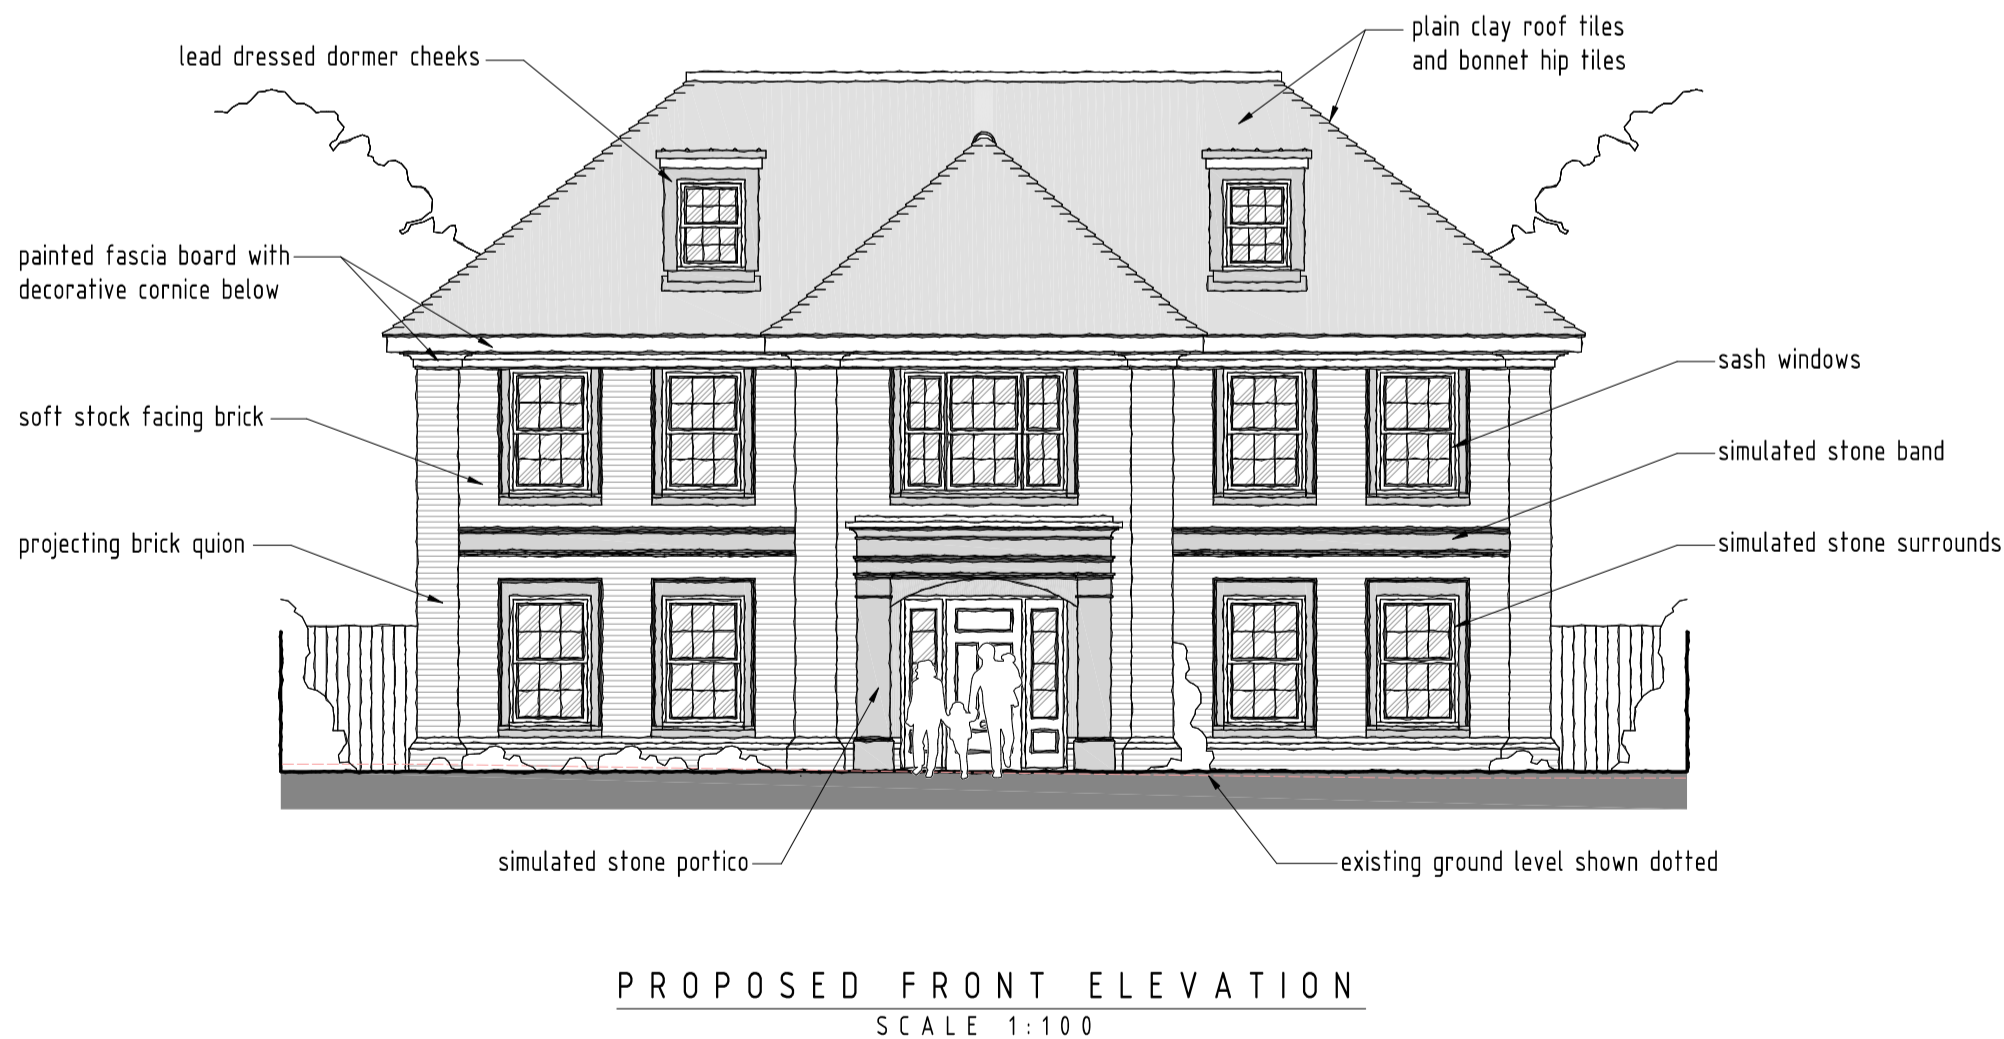 lead dressed dormer cheeks
plain clay roof tiles
and bonnet hip tiles
painted fascia board with
decorative cornice below
sash windows
soft stock facing brick
simulated stone band
projecting brick quion
simulated stone surrounds
simulated stone portico
existing ground level shown dotted
PROPOSED FRONT ELEVATION
SCALE 1:100